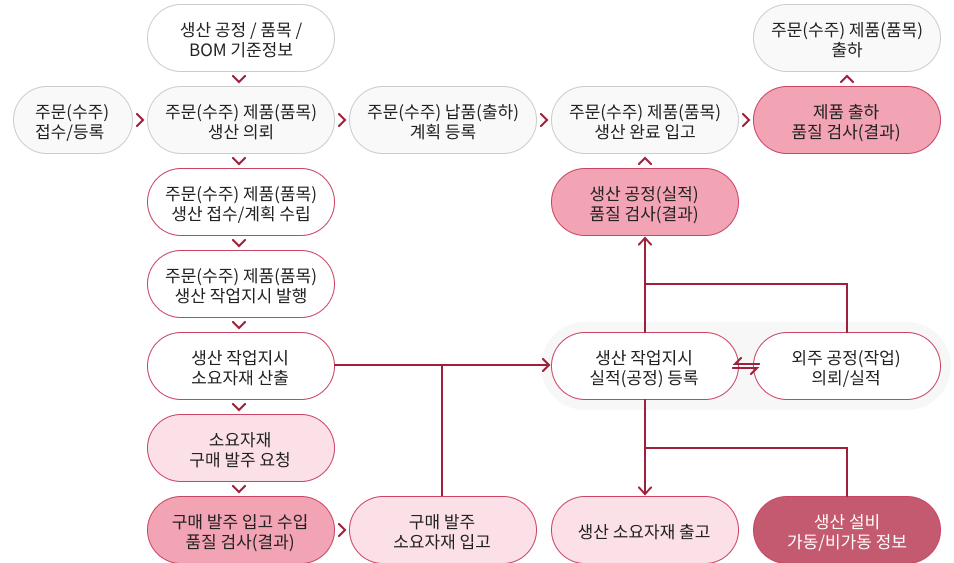 생산 공정 / 품목 /
BOM 기준정보
주문(수주) 제품(품목)
출하
주문(수주)
접수/등록
주문(수주) 제품(품목)
생산 의뢰
주문(수주) 납품(출하)
계획 등록
주문(수주) 제품(품목)
생산 완료 입고
제품 출하
품질 검사(결과)
주문(수주) 제품(품목)
생산 접수/계획 수립
생산 공정(실적)
품질 검사(결과)
주문(수주) 제품(품목)
생산 작업지시 발행
생산 작업지시
소요자재 산출
생산 작업지시
실적(공정) 등록
외주 공정(작업)
의뢰/실적
소요자재
구매 발주 요청
구매 발주 입고 수입
품질 검사(결과)
구매 발주
소요자재 입고
생산 소요자재 출고
생산 설비
가동/비가동 정보